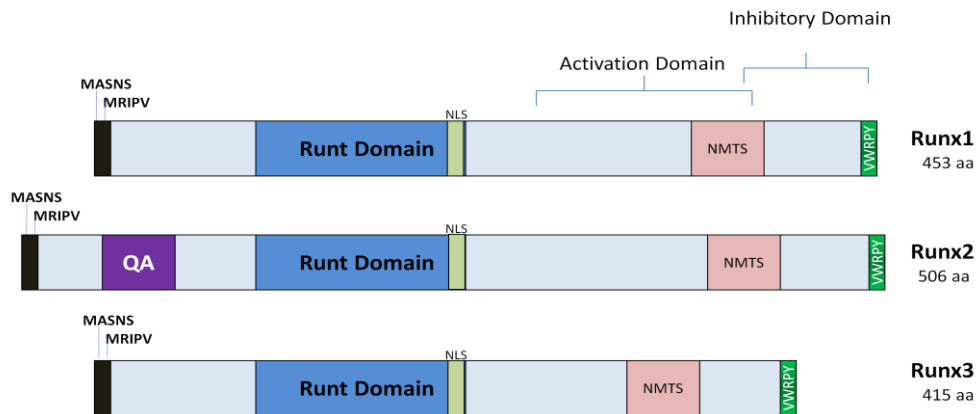 Inhibitory Domain
Activation Domain
MASNS
MRIPV
NLS
Runt Domain
NMTS
VWRPY
Runx1
453 aa
MASNS
MRIPV
NLS
QA
Runt Domain
NMTS
VWRPY
Runx2
506 aa
MASNS
MRIPV
NLS
Runt Domain
NMTS
VWRPY
Runx3
415 aa